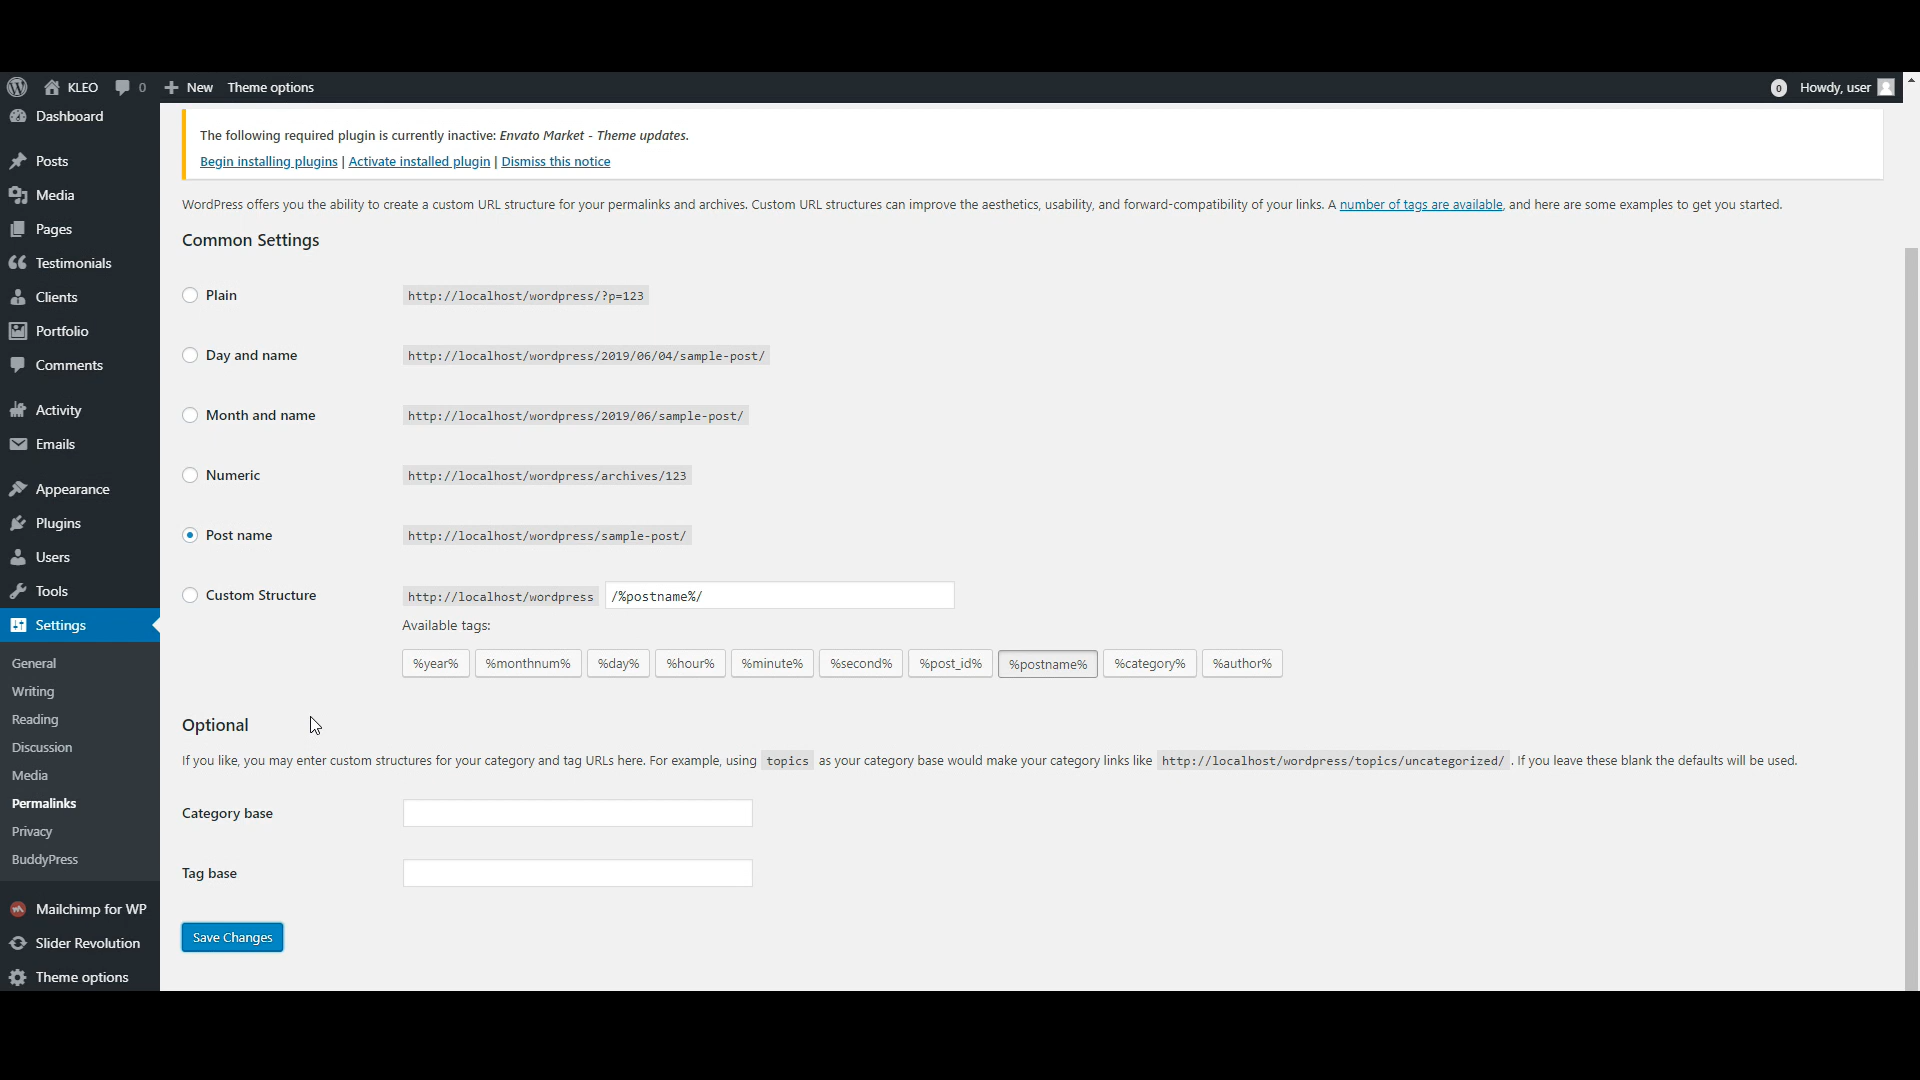 KLEO 0 New Theme options 0 Howdy, user
Dashboard
Posts
Media
Pages
Testimonials
Clients
Portfolio
Comments
Activity
Emails
Appearance
Plugins
Users
Tools
Settings
General
Writing
Reading
Discussion
Media
Permalinks
Privacy
BuddyPress
Mailchimp for WP
Slider Revolution
Theme options
The following required plugin is currently inactive: Envato Market - Theme updates.
Begin installing plugins | Activate installed plugin | Dismiss this notice
WordPress offers you the ability to create a custom URL structure for your permalinks and archives. Custom URL structures can improve the aesthetics, usability, and forward-compatibility of your links. A number of tags are available, and here are some examples to get you started.
Common Settings
Plain http://localhost/wordpress/?p=123
Day and name http://localhost/wordpress/2019/06/04/sample-post/
Month and name http://localhost/wordpress/2019/06/sample-post/
Numeric http://localhost/wordpress/archives/123
Post name http://localhost/wordpress/sample-post/
Custom Structure http://localhost/wordpress /%postname%/
Available tags:
%year% %monthnum% %day% %hour% %minute% %second% %post_id% %postname% %category% %author%
Optional
If you like, you may enter custom structures for your category and tag URLs here. For example, using topics as your category base would make your category links like http://localhost/wordpress/topics/uncategorized/ . If you leave these blank the defaults will be used.
Category base
Tag base
Save Changes